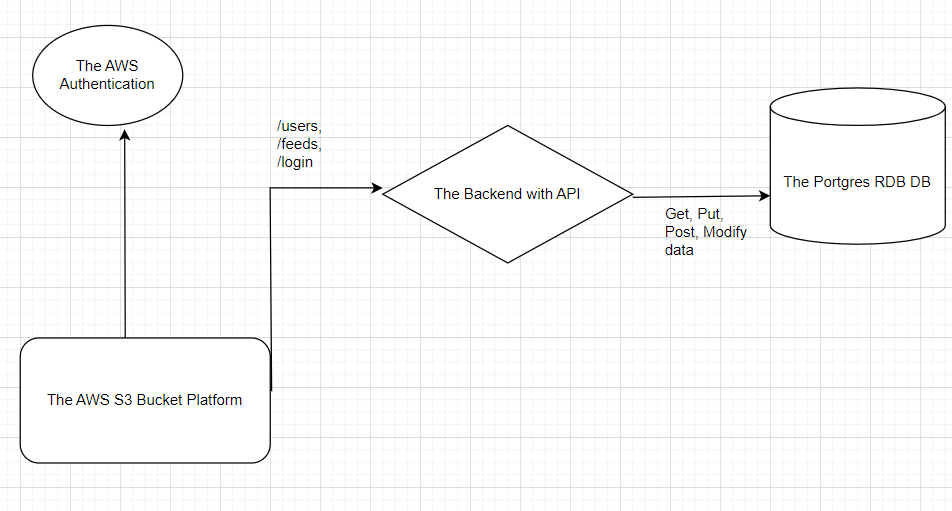 The AWS
Authentication
/users,
/feeds,
/login
The Backend with API
The Portgres RDB DB
Get, Put,
Post, Modify
data
The AWS S3 Bucket Platform